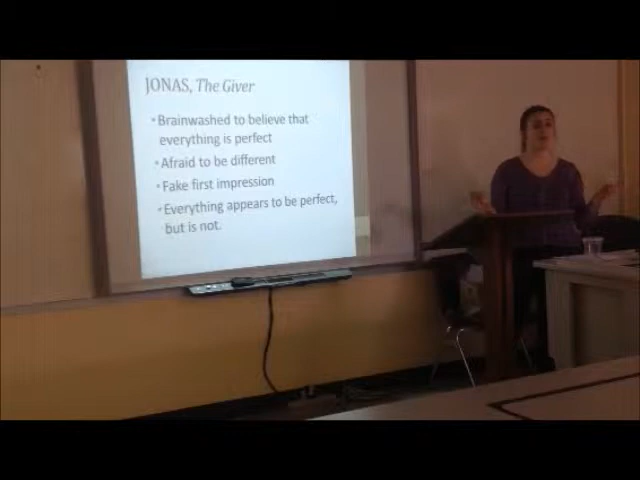 JONAS, The Giver
• Brainwashed to believe that
everything is perfect
• Afraid to be different
• Fake first impression
• Everything appears to be perfect,
but is not.